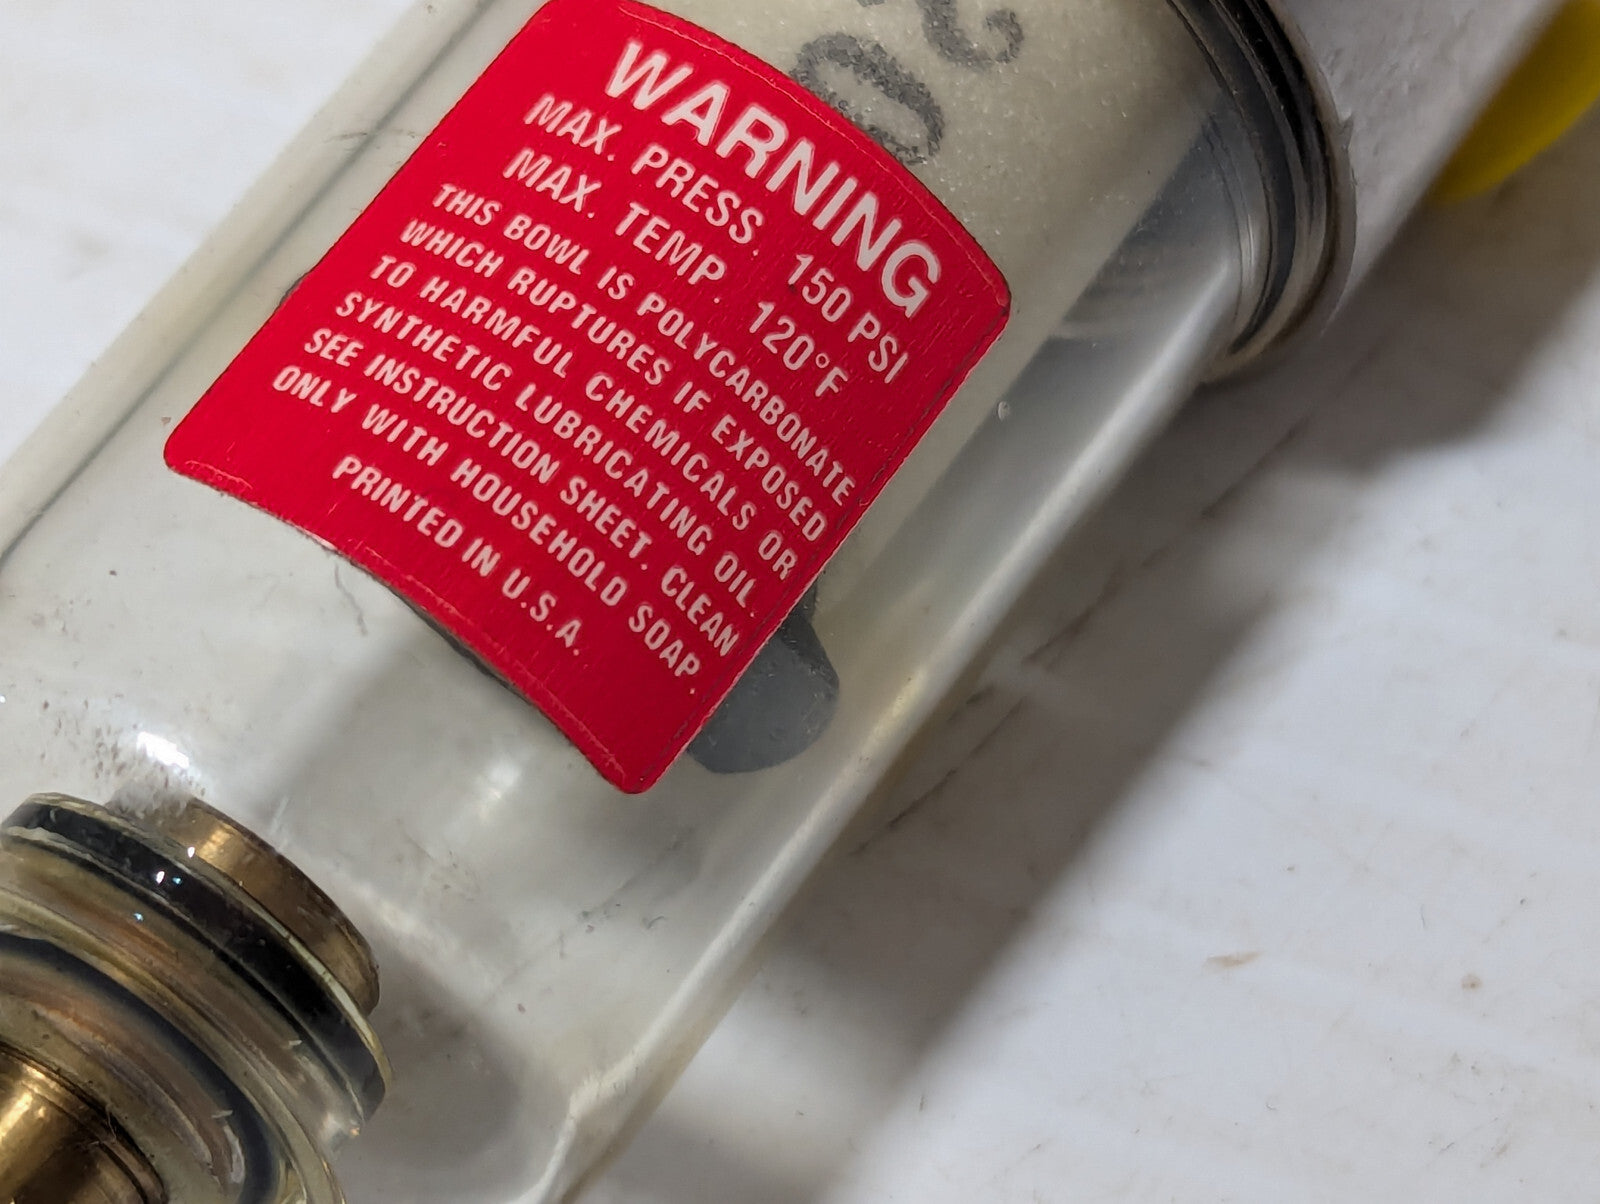 WARNING
MAX. PRESS. 150 PSI
MAX. TEMP. 120°F
THIS BOWL IS POLYCARBONATE
WHICH RUPTURES IF EXPOSED
TO HARMFUL CHEMICALS OR
SYNTHETIC LUBRICATING OIL.
SEE INSTRUCTION SHEET. CLEAN
ONLY WITH HOUSEHOLD SOAP.
PRINTED IN U.S.A.